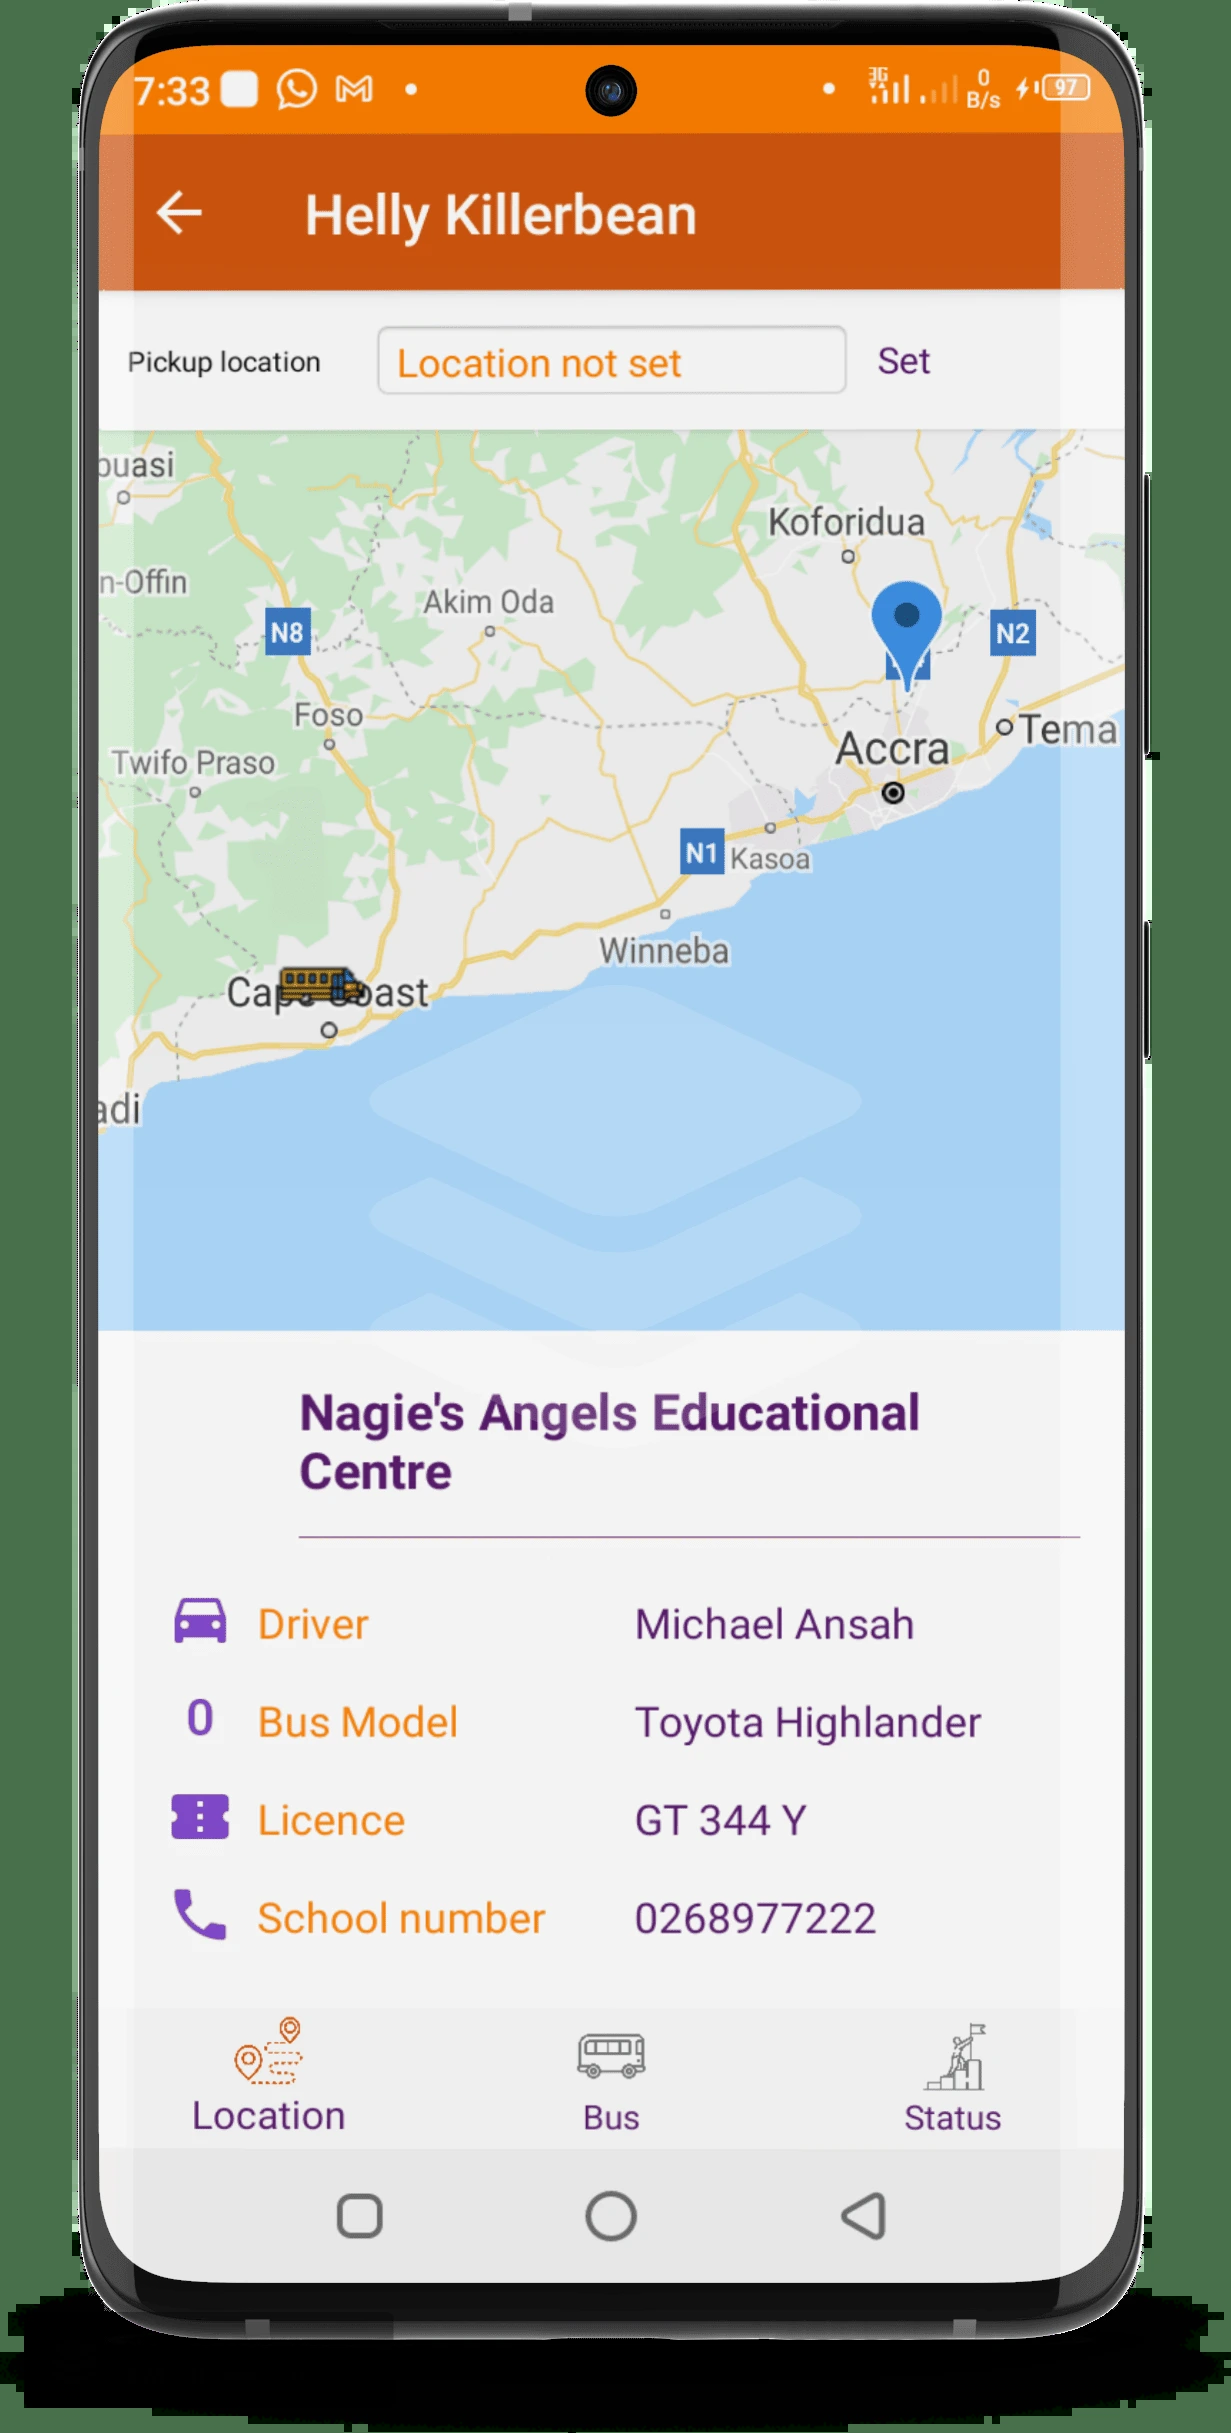 7:33
3G
0
B/s
97
Helly Killerbean
Pickup location
Location not set
Set
buasi
Koforidua
n-Offin
Akim Oda
N8
N2
Foso
Tema
Accra
Twifo Praso
N1
Kasoa
Winneba
Cape Coast
adi
Nagie's Angels Educational
Centre
Driver
Michael Ansah
0
Bus Model
Toyota Highlander
Licence
GT 344 Y
School number
0268977222
Location
Bus
Status